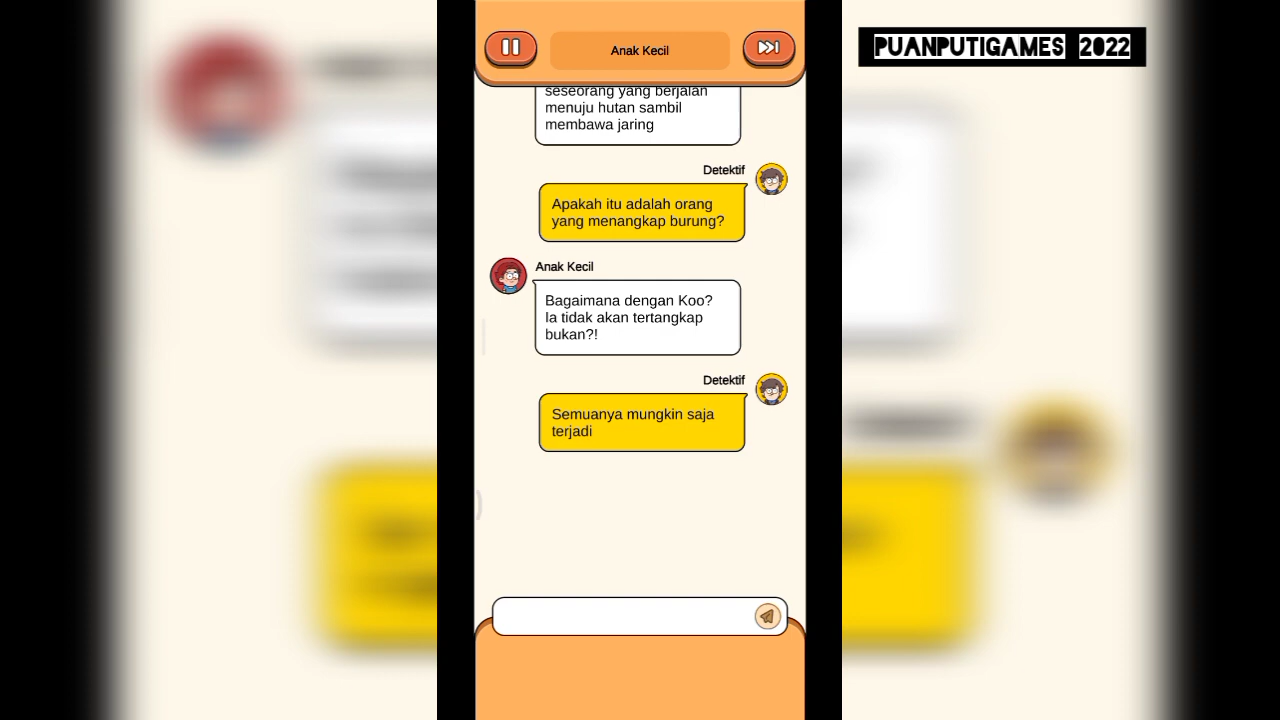 PUANPUTIGAMES 2022
Anak Kecil
seseorang yang berjalan
menuju hutan sambil
membawa jaring
Detektif
Apakah itu adalah orang
yang menangkap burung?
Anak Kecil
Bagaimana dengan Koo?
Ia tidak akan tertangkap
bukan?!
Detektif
Semuanya mungkin saja
terjadi